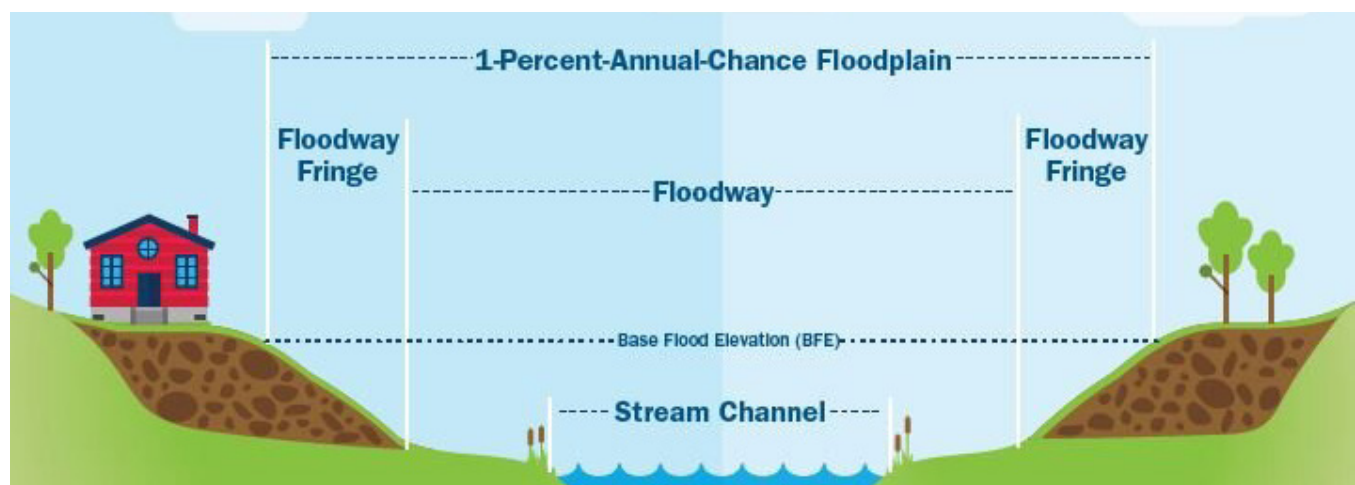 1-Percent-Annual-Chance Floodplain
Floodway
Fringe
Floodway
Fringe
Floodway
Base Flood Elevation (BFE)
Stream Channel